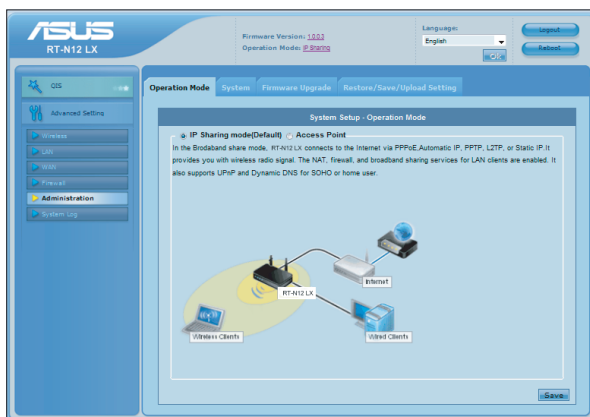 ASUS
RT-N12 LX
Firmware Version: 1.0.0.3
Operation Mode: IP Sharing
Language:
English
Logout
Reboot
QIS
Advanced Setting
Wireless
LAN
WAN
Firewall
Administration
System Log
Operation Mode
System
Firmware Upgrade
Restore/Save/Upload Setting
System Setup - Operation Mode
IP Sharing mode(Default)
Access Point
In the Brodaband share mode, RT-N12 LX connects to the Internet via PPPoE,Automatic IP, PPTP, L2TP, or Static IP.It
provides you with wireless radio signal. The NAT, firewall, and broadband sharing services for LAN clients are enabled. It
also supports UPnP and Dynamic DNS for SOHO or home user.
Internet
RT-N12 LX
Wireless Clients
Wired Clients
Save